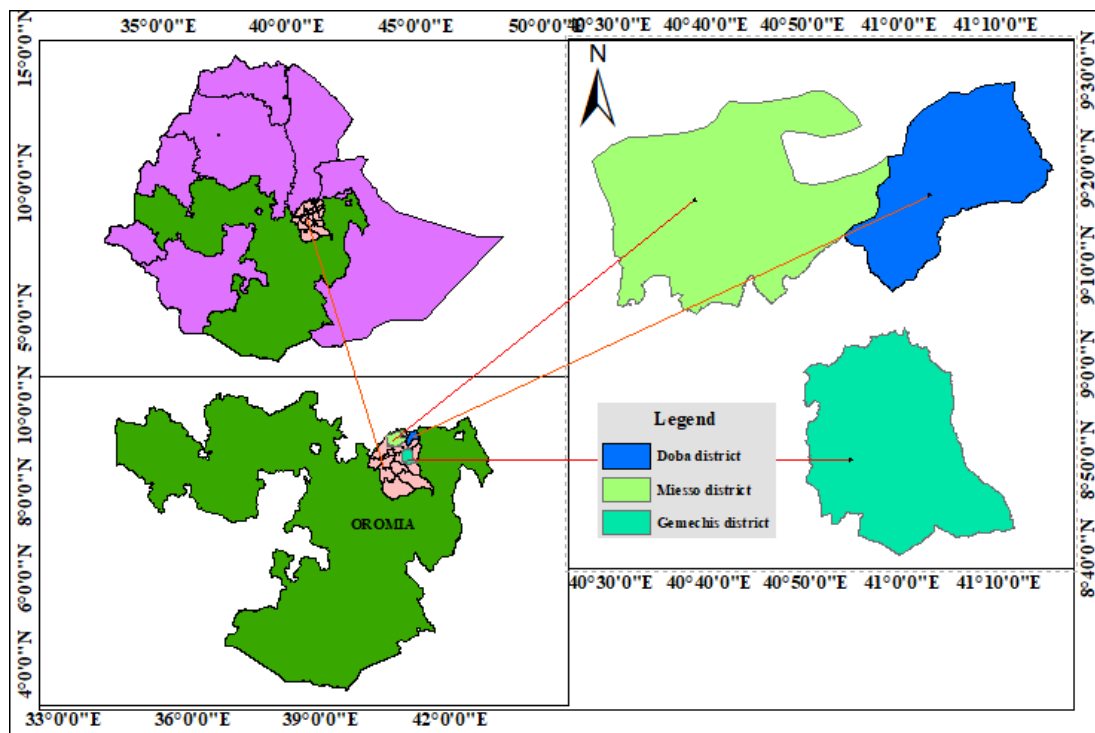 35°0'0"E 40°0'0"E 45°0'0"E 50°0'0"E
40°30'0"E 40°40'0"E 40°50'0"E 41°0'0"E 41°10'0"E
15°0'0"N
10°0'0"N
5°0'0"N
N
9°30'0"N
9°20'0"N
9°10'0"N
9°0'0"N
8°50'0"N
8°40'0"N
Legend
Doba district
Miesso district
Gemechis district
40°30'0"E 40°40'0"E 40°50'0"E 41°0'0"E 41°10'0"E
10°0'0"N
8°0'0"N
6°0'0"N
4°0'0"N
OROMIA
33°0'0"E 36°0'0"E 39°0'0"E 42°0'0"E